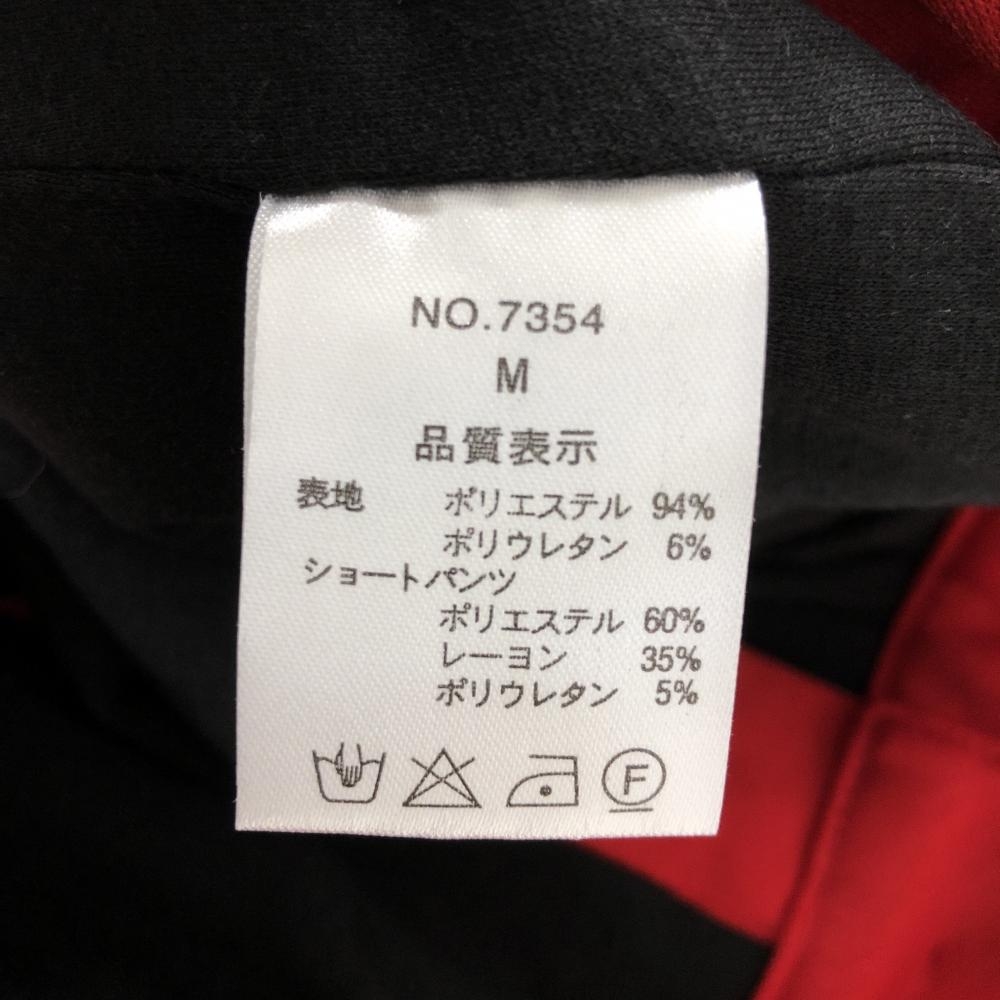 NO.7354
M
品質表示
表地 ポリエステル 94%
ポリウレタン 6%
ショートパンツ
ポリエステル 60%
レーヨン 35%
ポリウレタン 5%
F